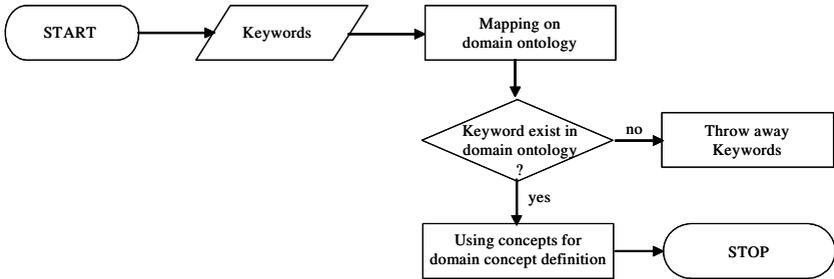 START
Keywords
Mapping on
domain ontology
Keyword exist in
domain ontology
?
no
Throw away
Keywords
yes
Using concepts for
domain concept definition
STOP